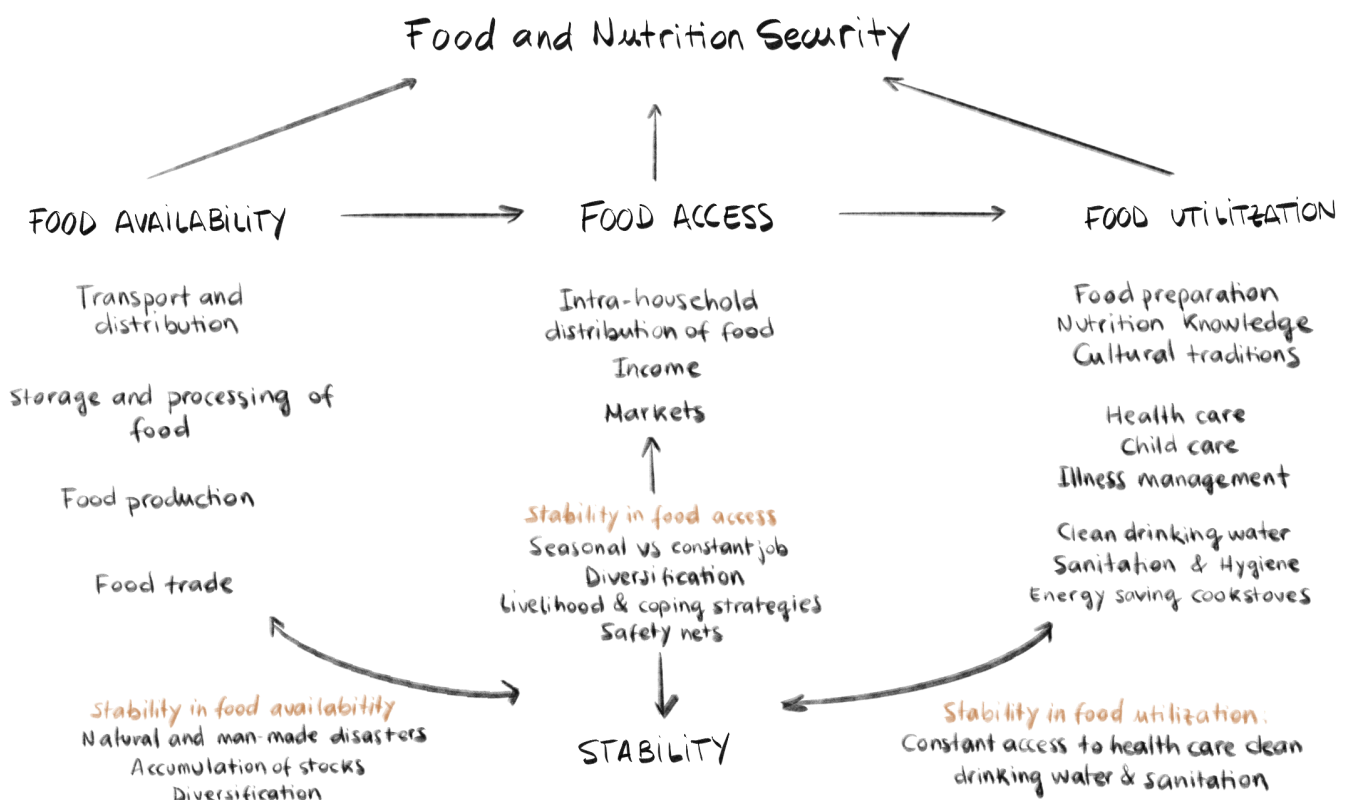 Food and Nutrition Security
FOOD AVAILABILITY
FOOD ACCESS
FOOD UTILITZATION
Transport and
distribution
Storage and processing of
food
Food production
Food trade
Intra-household
distribution of food
Income
Markets
Stability in food access
Seasonal vs constant job
Diversification
Livelihood & coping strategies
Safety nets
Food preparation
Nutrition Knowledge
Cultural traditions
Health care
Child care
Illness management
Clean drinking water
Sanitation & Hygiene
Energy saving cookstoves
Stability in food availabitity
Natural and man-made disasters
Accumulation of stocks
Diversification
STABILITY
Stability in food utilization:
Constant access to health care clean
drinking water & sanitation